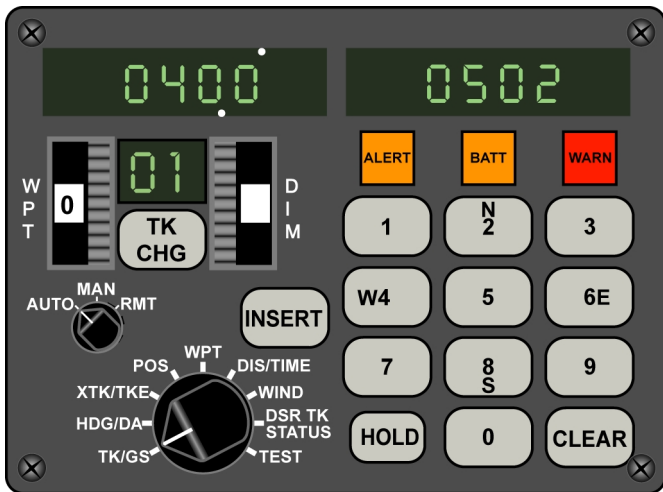 0400
0502
ALERT
BATT
WARN
WPT
0
01
DIM
TK
CHG
1
N
2
3
W4
5
6E
7
8
S
9
HOLD
0
CLEAR
INSERT
AUTO
MAN
RMT
POS
WPT
DIS/TIME
XTK/TKE
WIND
HDG/DA
DSR TK
STATUS
TK/GS
TEST